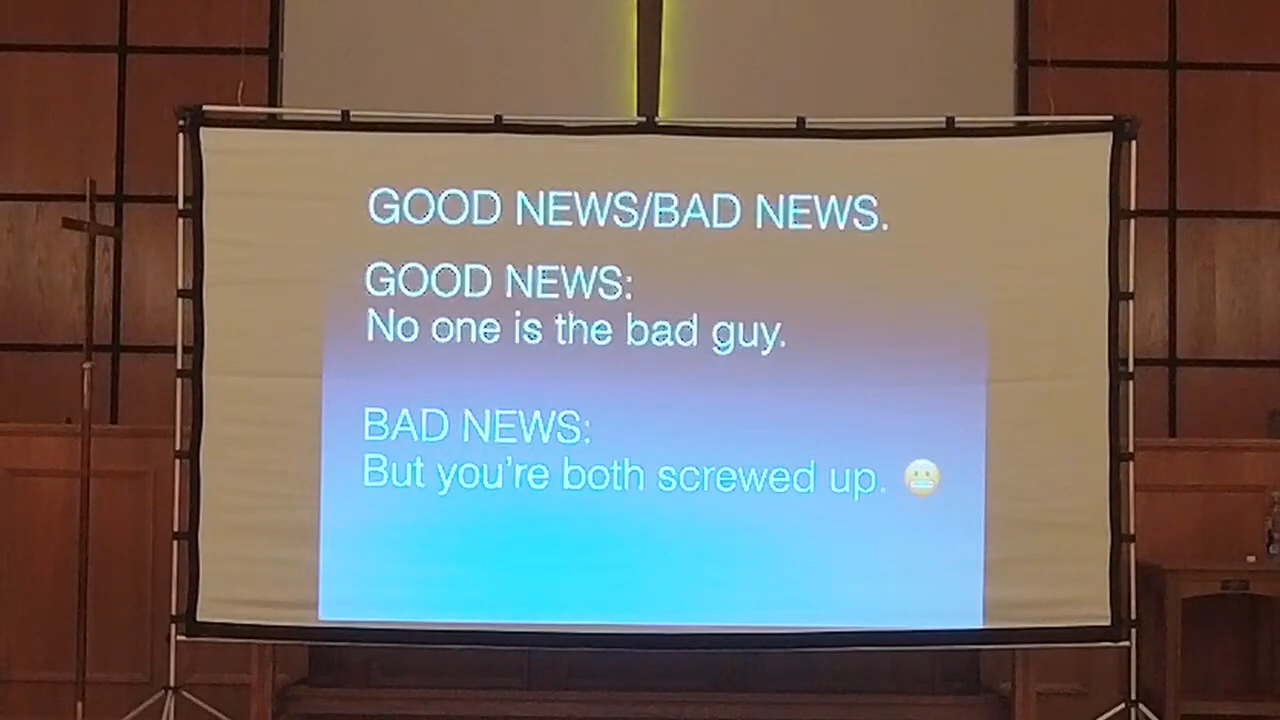 GOOD NEWS/BAD NEWS.
GOOD NEWS:
No one is the bad guy.
BAD NEWS:
But you're both screwed up. 😬